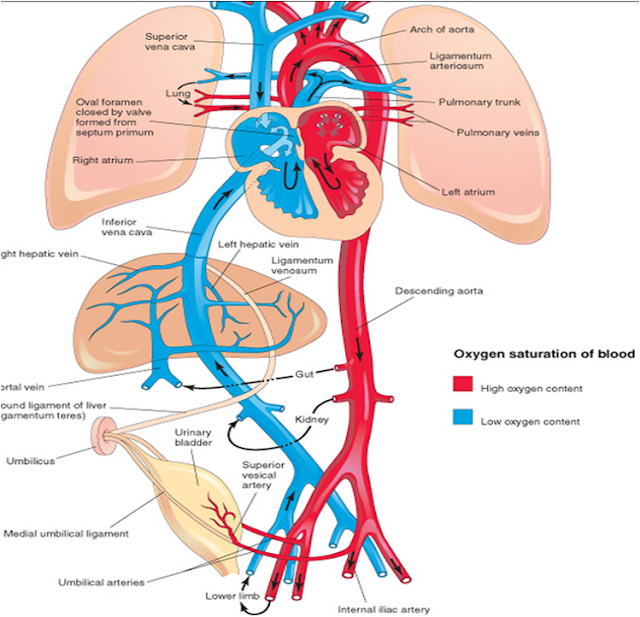 Superior
vena cava
Arch of aorta
Ligamentum
arteriosum
Lung
Oval foramen
closed by valve
formed from
septum primum
Pulmonary trunk
Pulmonary veins
Right atrium
Left atrium
Inferior
vena cava
Left hepatic vein
ght hepatic vein
Ligamentum
venosum
Descending aorta
Oxygen saturation of blood
High oxygen content
Low oxygen content
Gut
ortal vein
ound ligament of liver
gamentum teres)
Kidney
Urinary
bladder
Umbilicus
Superior
vesical
artery
Medial umbilical ligament
Umbilical arteries
Lower limb
Internal iliac artery